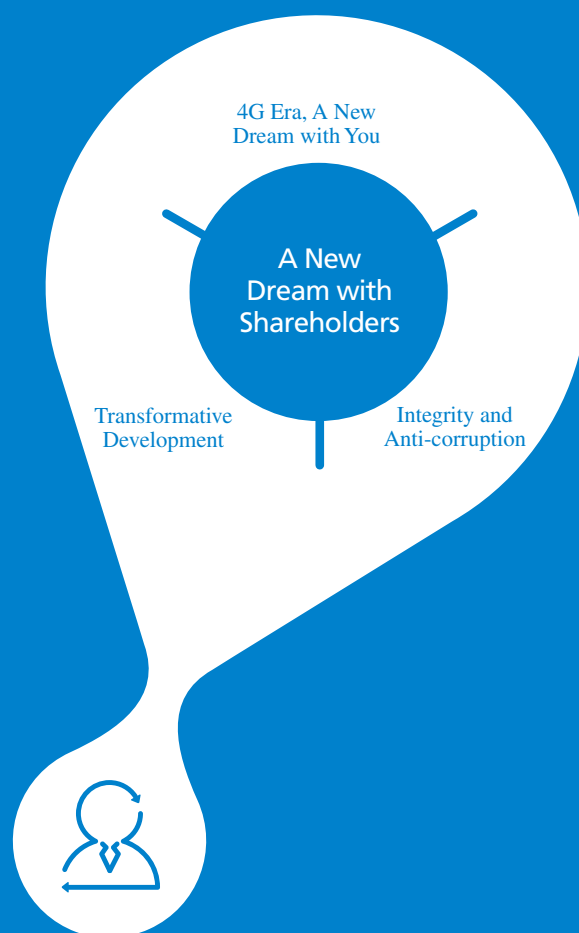 4G Era, A New
Dream with You
A New
Dream with
Shareholders
Transformative
Development
Integrity and
Anti-corruption